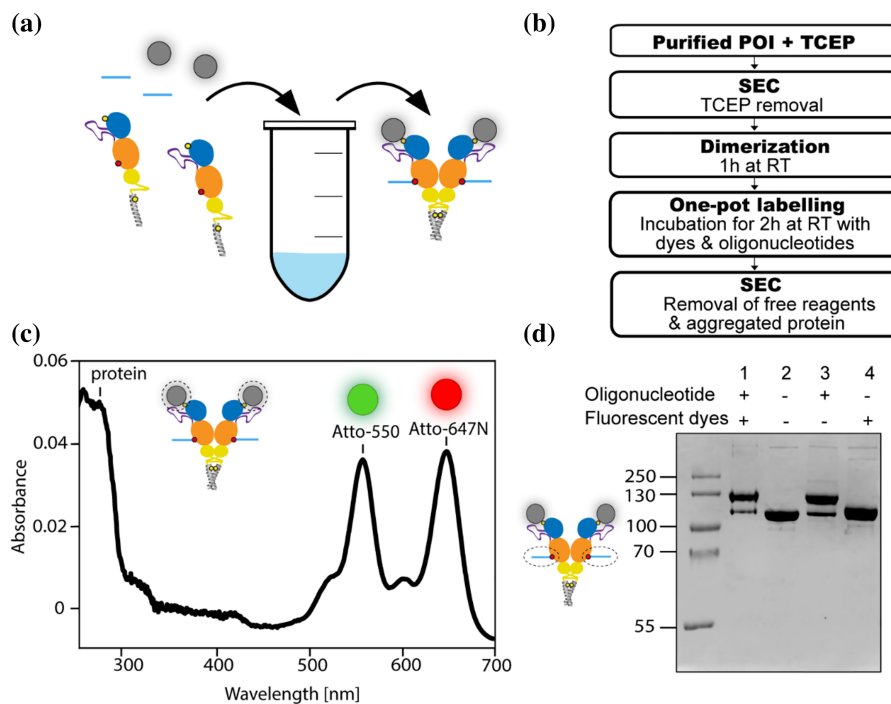 (a)
(b)
Purified POI + TCEP
SEC
TCEP removal
Dimerization
1h at RT
One-pot labelling
Incubation for 2h at RT with
dyes & oligonucleotides
SEC
Removal of free reagents
& aggregated protein
(c)
0.06
0.04
0.02
0
Absorbance
protein
Atto-550
Atto-647N
300
400
500
600
700
Wavelength [nm]
(d)
1 2 3 4
Oligonucleotide + - + -
Fluorescent dyes + - - +
250
130
100
70
55